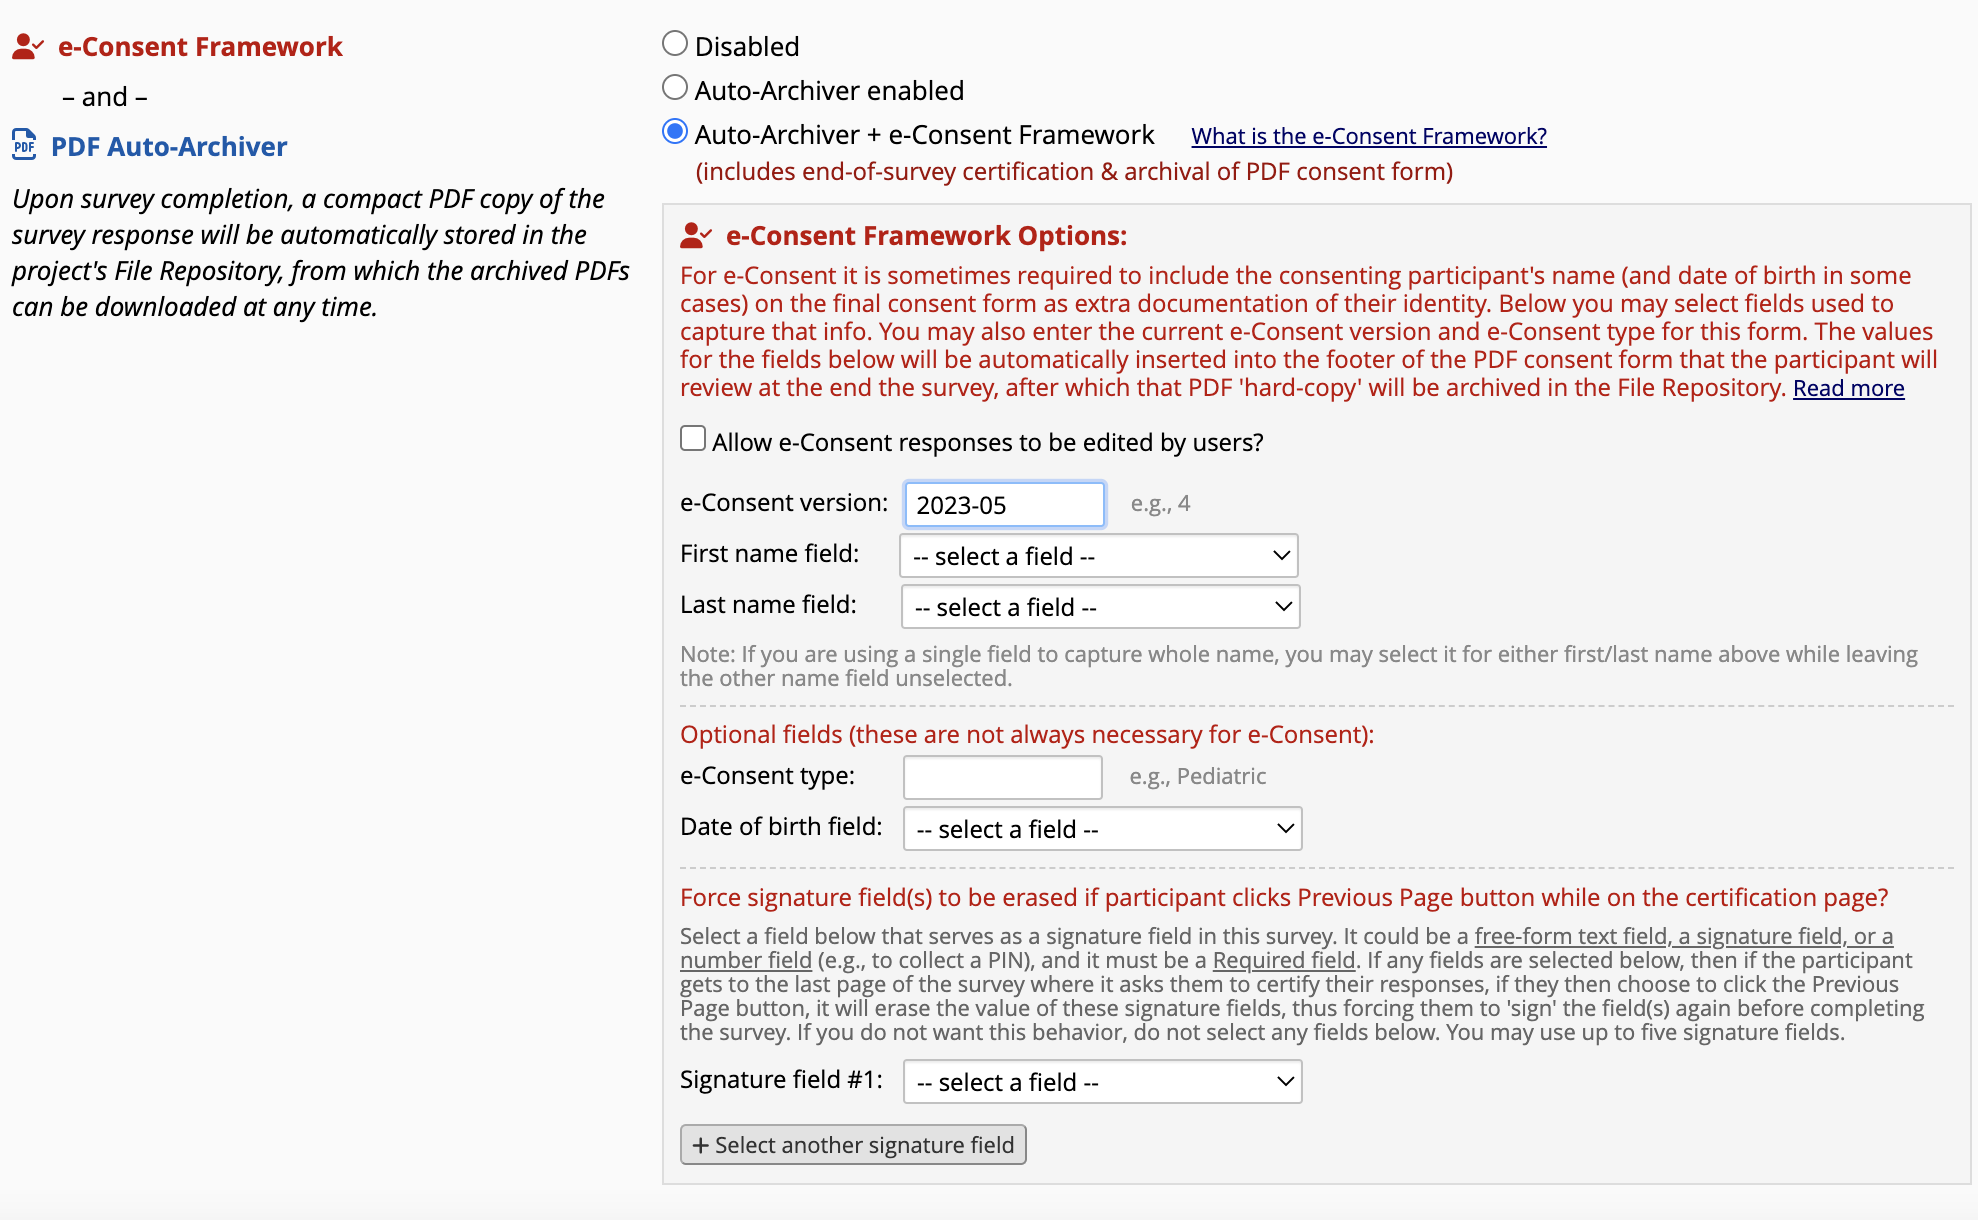 e-Consent Framework
– and –
PDF PDF Auto-Archiver
Upon survey completion, a compact PDF copy of the
survey response will be automatically stored in the
project's File Repository, from which the archived PDFs
can be downloaded at any time.
Disabled
Auto-Archiver enabled
Auto-Archiver + e-Consent Framework What is the e-Consent Framework?
(includes end-of-survey certification & archival of PDF consent form)
e-Consent Framework Options:
For e-Consent it is sometimes required to include the consenting participant's name (and date of birth in some
cases) on the final consent form as extra documentation of their identity. Below you may select fields used to
capture that info. You may also enter the current e-Consent version and e-Consent type for this form. The values
for the fields below will be automatically inserted into the footer of the PDF consent form that the participant will
review at the end the survey, after which that PDF 'hard-copy' will be archived in the File Repository. Read more
Allow e-Consent responses to be edited by users?
e-Consent version: 2023-05 e.g., 4
First name field: -- select a field --
Last name field: -- select a field --
Note: If you are using a single field to capture whole name, you may select it for either first/last name above while leaving
the other name field unselected.
Optional fields (these are not always necessary for e-Consent):
e-Consent type: e.g., Pediatric
Date of birth field: -- select a field --
Force signature field(s) to be erased if participant clicks Previous Page button while on the certification page?
Select a field below that serves as a signature field in this survey. It could be a free-form text field, a signature field, or a
number field (e.g., to collect a PIN), and it must be a Required field. If any fields are selected below, then if the participant
gets to the last page of the survey where it asks them to certify their responses, if they then choose to click the Previous
Page button, it will erase the value of these signature fields, thus forcing them to 'sign' the field(s) again before completing
the survey. If you do not want this behavior, do not select any fields below. You may use up to five signature fields.
Signature field #1: -- select a field --
+ Select another signature field